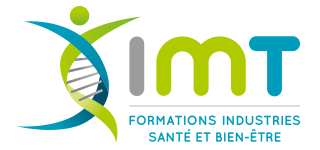 IMT
FORMATIONS INDUSTRIES
SANTÉ ET BIEN-ÊTRE